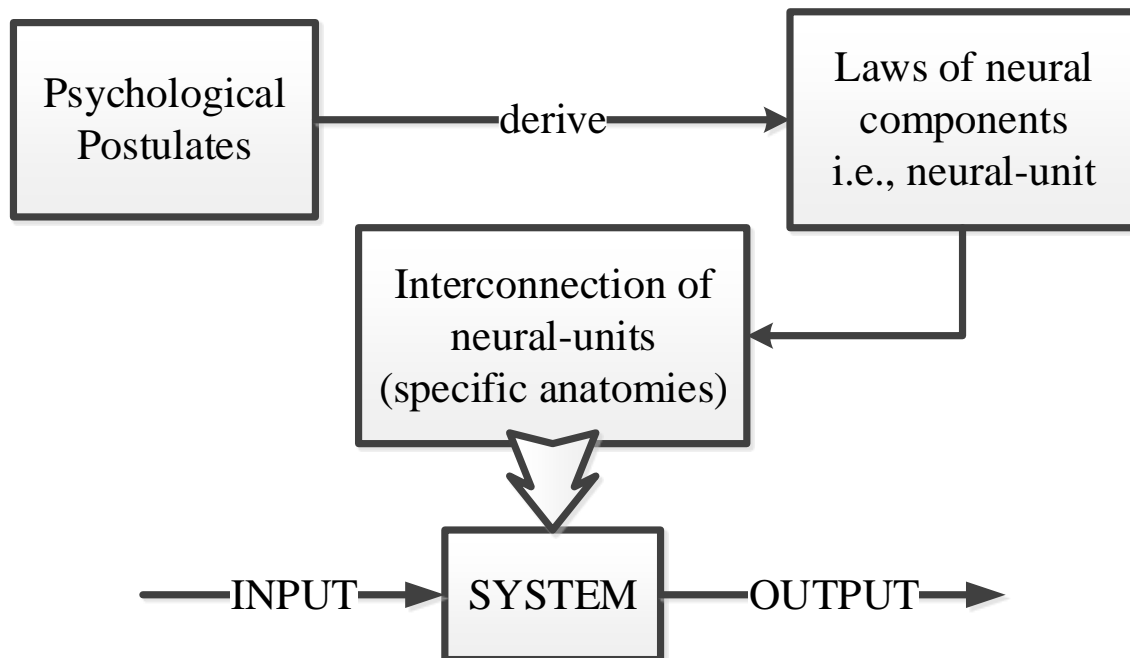 Psychological
Postulates
derive
Laws of neural
components
i.e., neural-unit
Interconnection of
neural-units
(specific anatomies)
INPUT
SYSTEM
OUTPUT